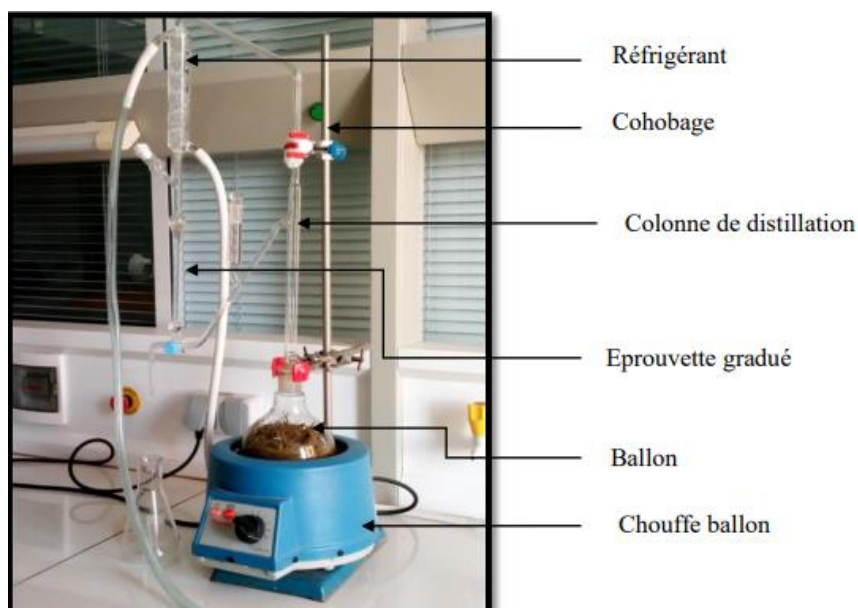 Réfrigérant
Cohobage
Colonne de distillation
Eprouvette gradué
Ballon
Chouffe ballon